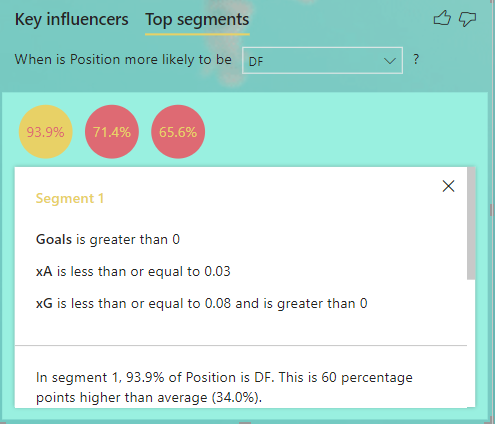 Key influencers Top segments
When is Position more likely to be DF ?
93.9% 71.4% 65.6%
Segment 1
Goals is greater than 0
xA is less than or equal to 0.03
xG is less than or equal to 0.08 and is greater than 0
In segment 1, 93.9% of Position is DF. This is 60 percentage
points higher than average (34.0%).